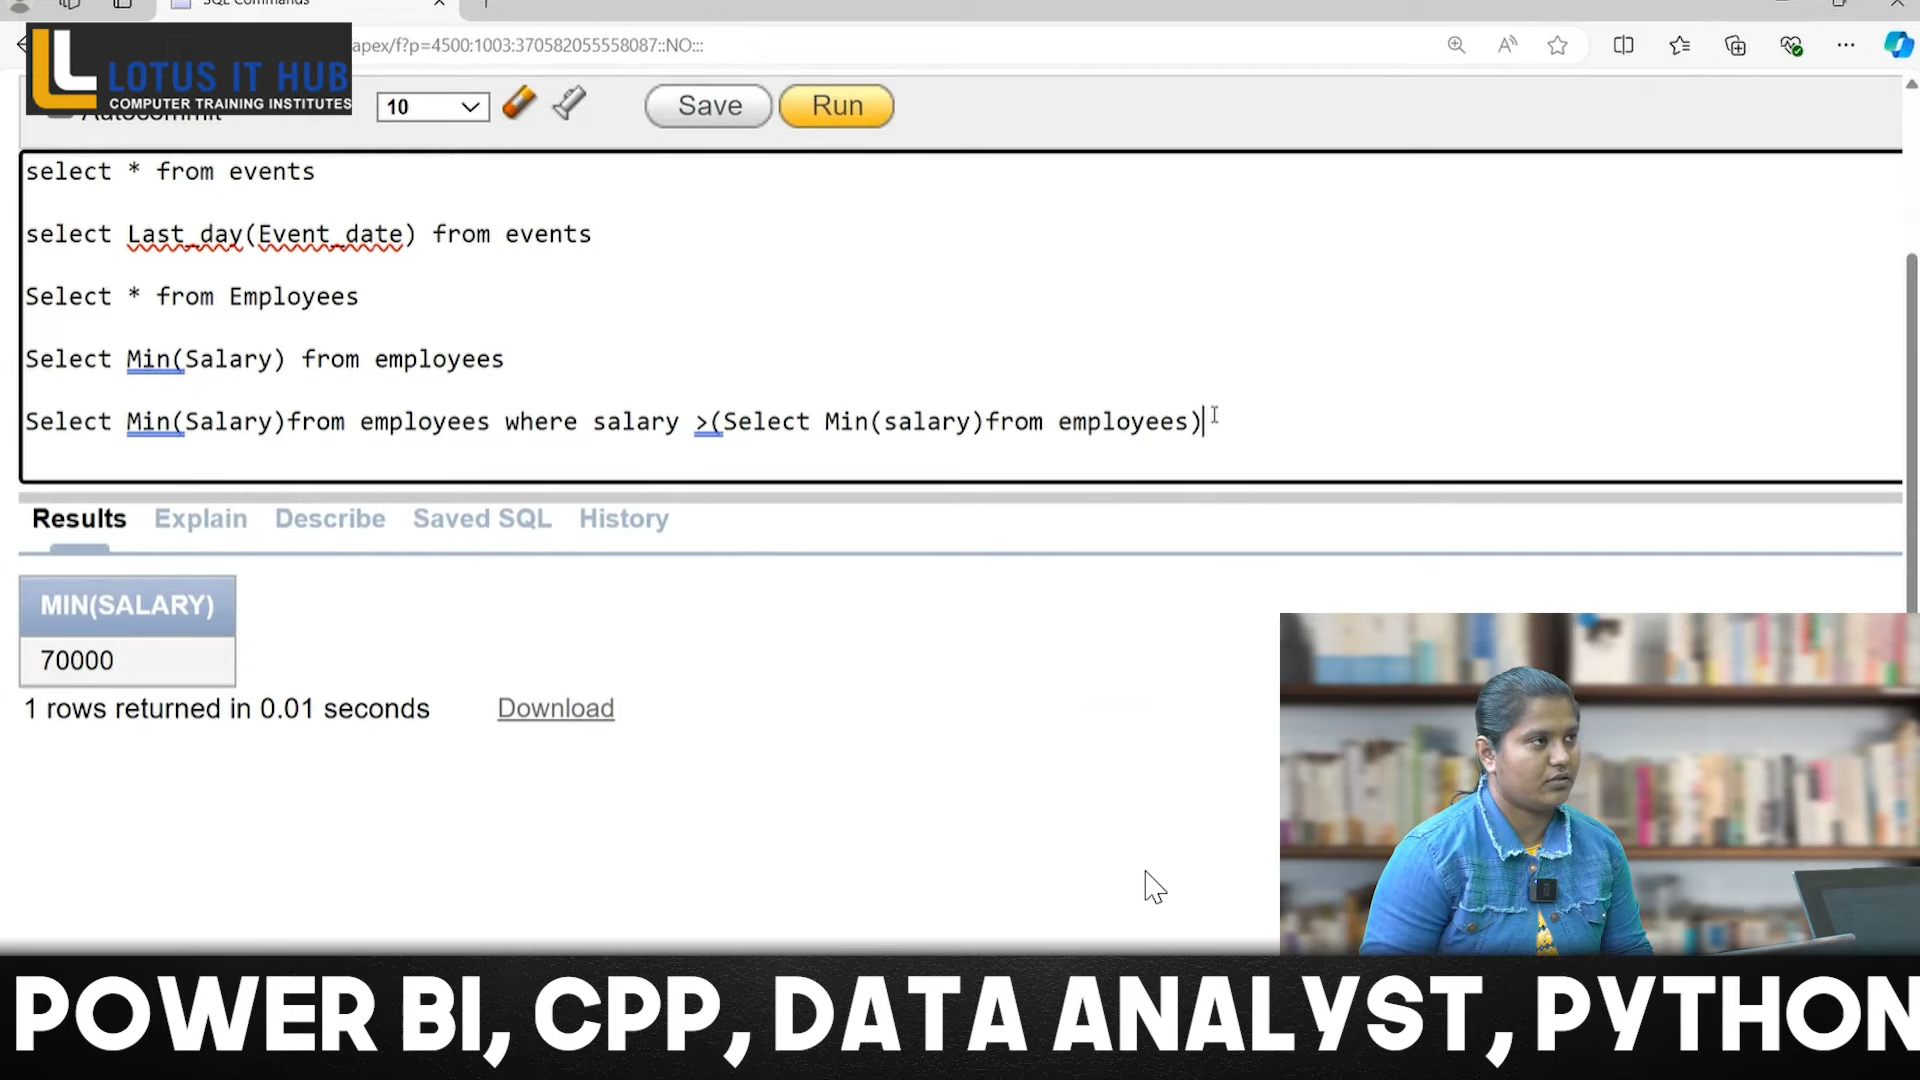 SQL Commands
apex/f?p=4500:1003:370582055558087::NO:::
LOTUS IT HUB
COMPUTER TRAINING INSTITUTES
Autocommit
10
Save
Run
select * from events
select Last_day(Event_date) from events
Select * from Employees
Select Min(Salary) from employees
Select Min(Salary)from employees where salary >(Select Min(salary)from employees)
Results Explain Describe Saved SQL History
MIN(SALARY)
70000
1 rows returned in 0.01 seconds
Download
POWER BI, CPP, DATA ANALYST, PYTHON